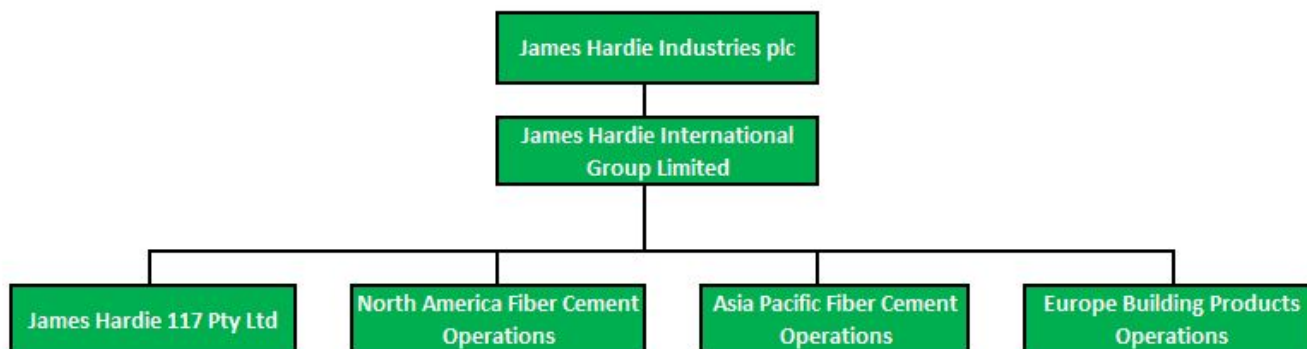 James Hardie Industries plc
James Hardie International
Group Limited
James Hardie 117 Pty Ltd
North America Fiber Cement
Operations
Asia Pacific Fiber Cement
Operations
Europe Building Products
Operations